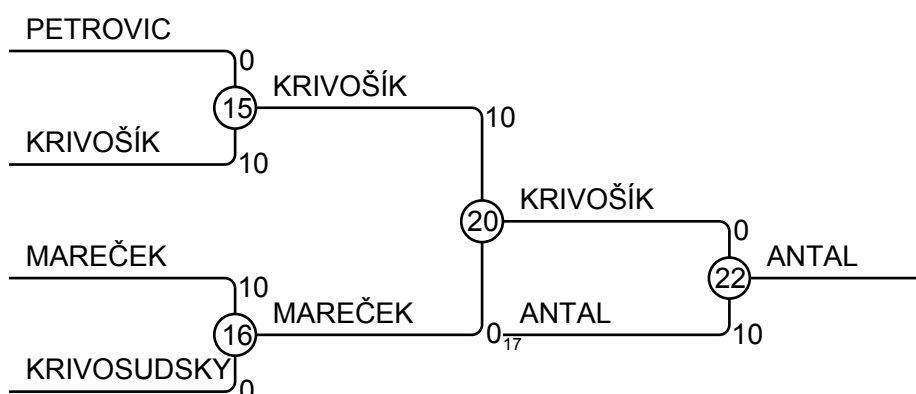 PETROVIC
0
15
KRIVOŠÍK
10
KRIVOŠÍK
10
20
KRIVOŠÍK
0
MAREČEK
10
16
MAREČEK
0
17
ANTAL
10
22
ANTAL
KRIVOSUDSKY
0